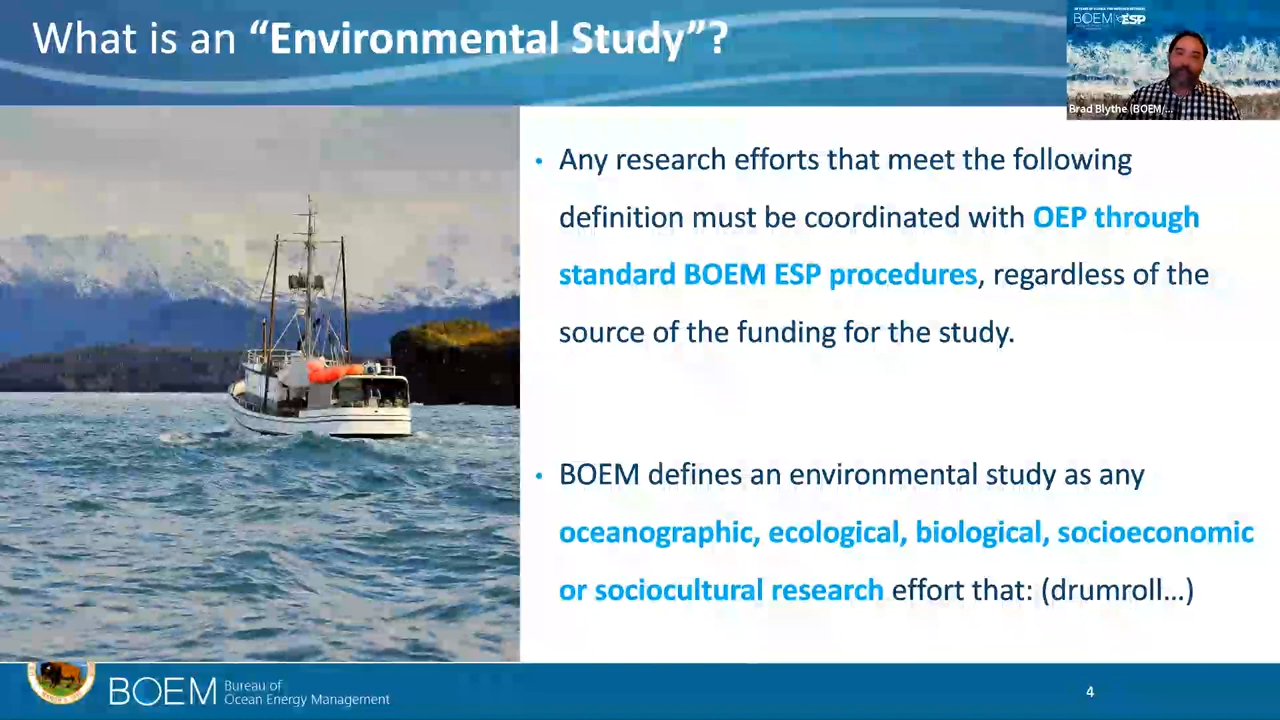 What is an “Environmental Study”?
BOEM ESP
Brad Blythe (BOEM/...
• Any research efforts that meet the following
definition must be coordinated with OEP through
standard BOEM ESP procedures, regardless of the
source of the funding for the study.
• BOEM defines an environmental study as any
oceanographic, ecological, biological, socioeconomic
or sociocultural research effort that: (drumroll…)
BOEM
Bureau of
Ocean Energy Management
4